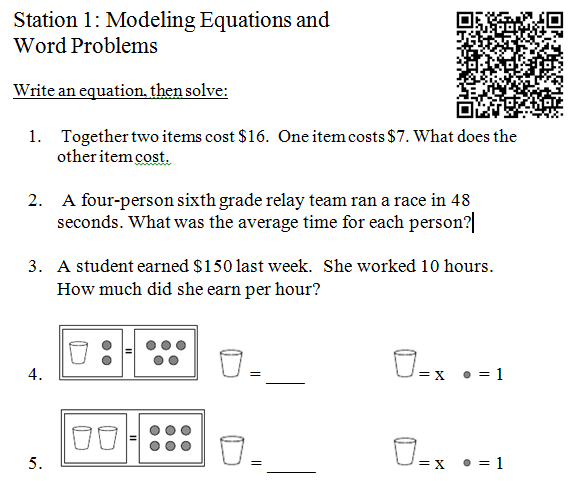 Station 1: Modeling Equations and
Word Problems
Write an equation, then solve:
1. Together two items cost $16. One item costs $7. What does the
other item cost.
2. A four-person sixth grade relay team ran a race in 48
seconds. What was the average time for each person?
3. A student earned $150 last week. She worked 10 hours.
How much did she earn per hour?
4. = = ____ = x • = 1
5. = = ____ = x • = 1